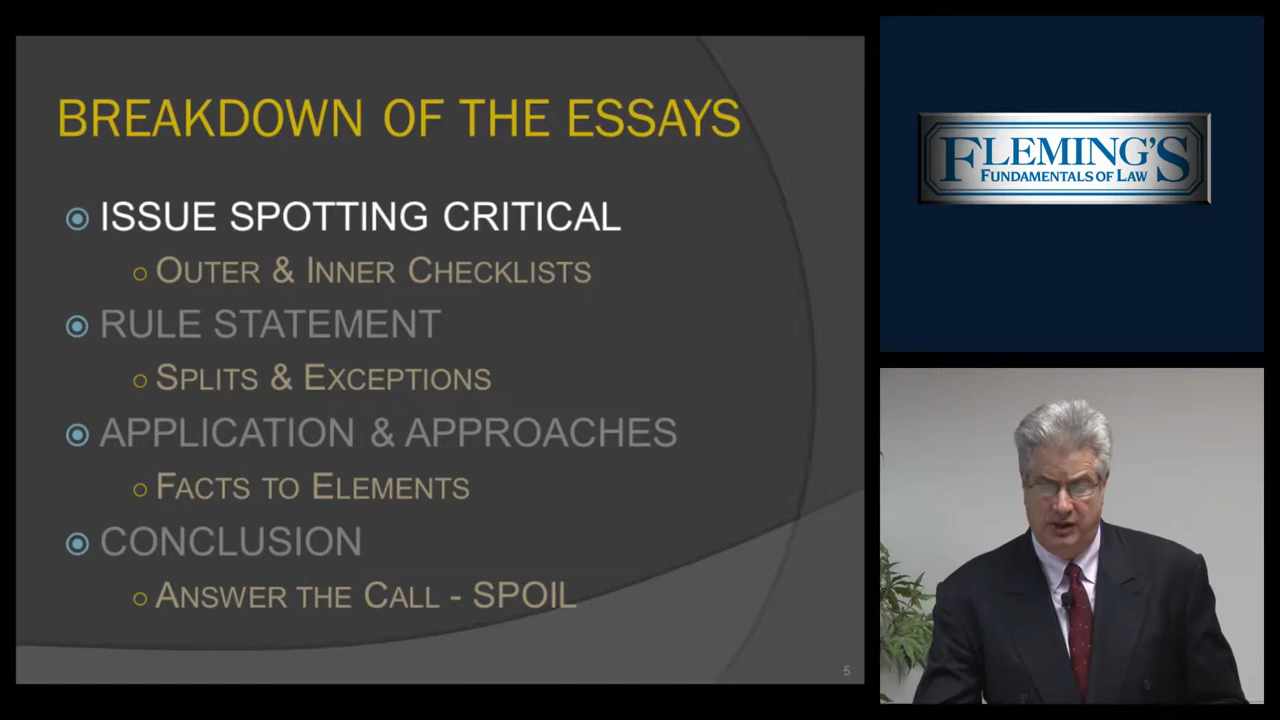 BREAKDOWN OF THE ESSAYS
ISSUE SPOTTING CRITICAL
OUTER & INNER CHECKLISTS
RULE STATEMENT
SPLITS & EXCEPTIONS
APPLICATION & APPROACHES
FACTS TO ELEMENTS
CONCLUSION
ANSWER THE CALL - SPOIL
5
FLEMING'S
FUNDAMENTALS OF LAW